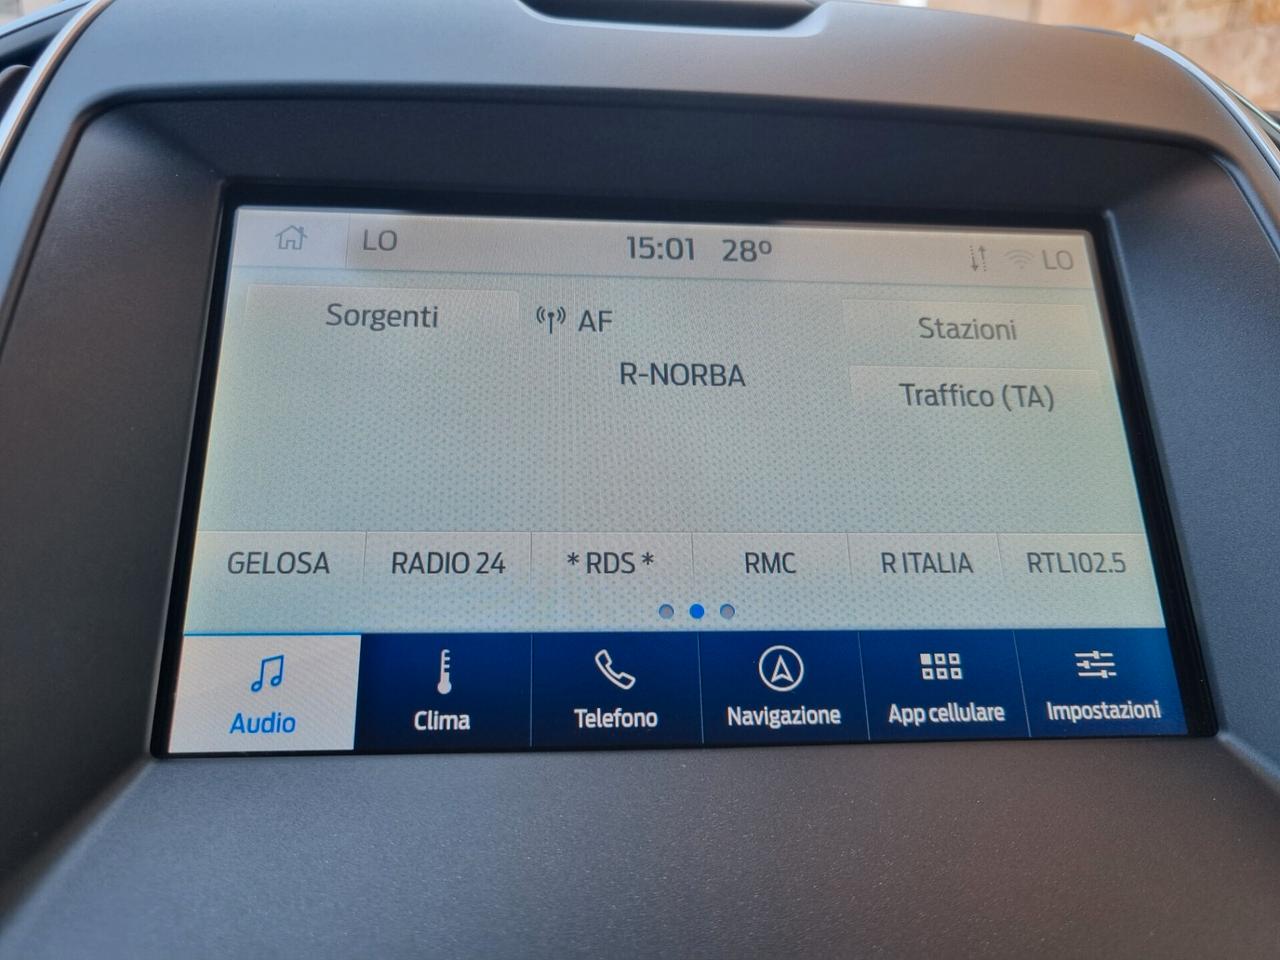 LO 15:01 28º LO
Sorgenti AF Stazioni
R-NORBA
Traffico (TA)
GELOSA RADIO 24 *RDS* RMC R ITALIA RTL102.5
Audio Clima Telefono Navigazione App cellulare Impostazioni